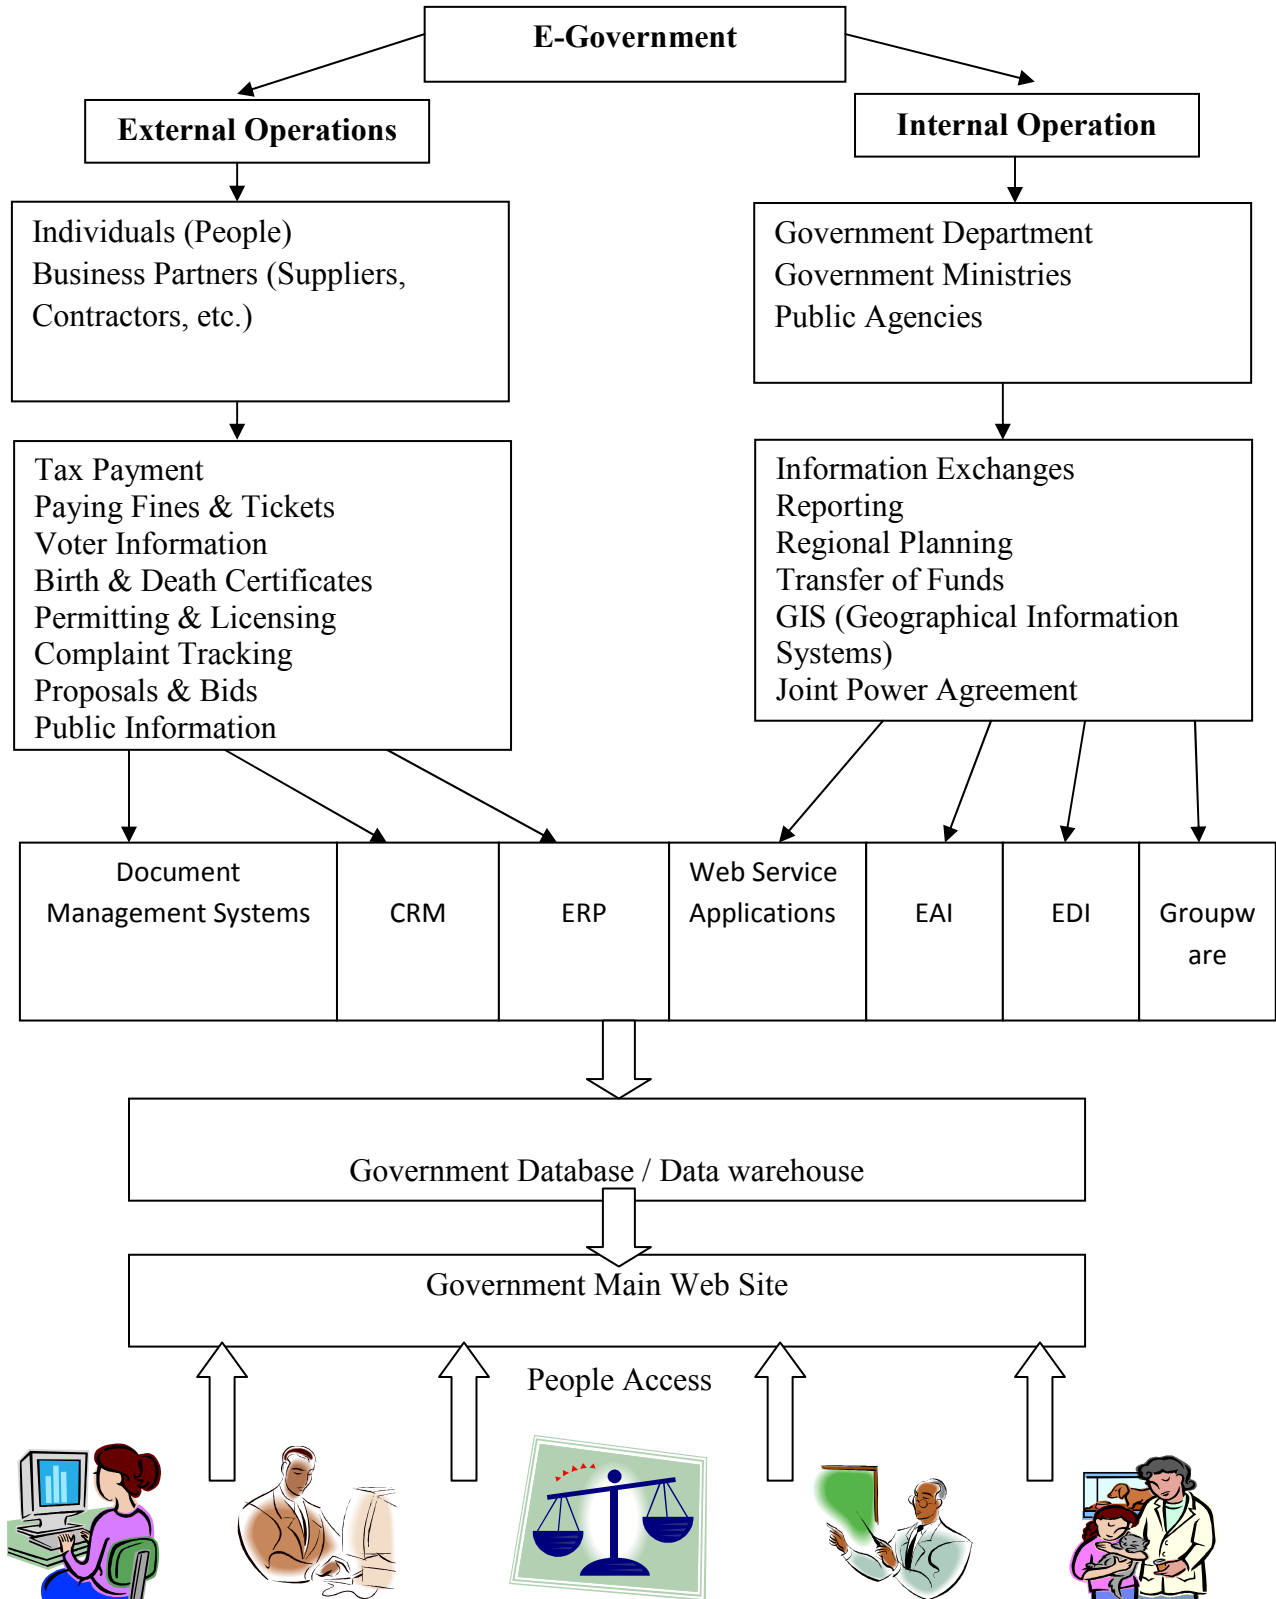 E-Government
External Operations
Internal Operation
Individuals (People)
Business Partners (Suppliers,
Contractors, etc.)
Government Department
Government Ministries
Public Agencies
Tax Payment
Paying Fines & Tickets
Voter Information
Birth & Death Certificates
Permitting & Licensing
Complaint Tracking
Proposals & Bids
Public Information
Information Exchanges
Reporting
Regional Planning
Transfer of Funds
GIS (Geographical Information
Systems)
Joint Power Agreement
Document
Management Systems
CRM
ERP
Web Service
Applications
EAI
EDI
Groupw
are
Government Database / Data warehouse
Government Main Web Site
People Access